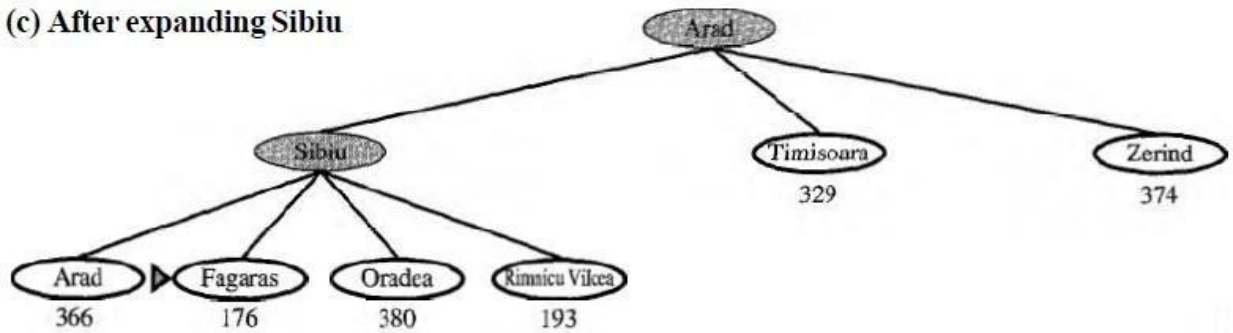 (c) After expanding Sibiu
Arad
Sibiu
Timisoara
Zerind
329
374
Arad
Fagaras
Oradea
Rimnicu Vilcea
366
176
380
193